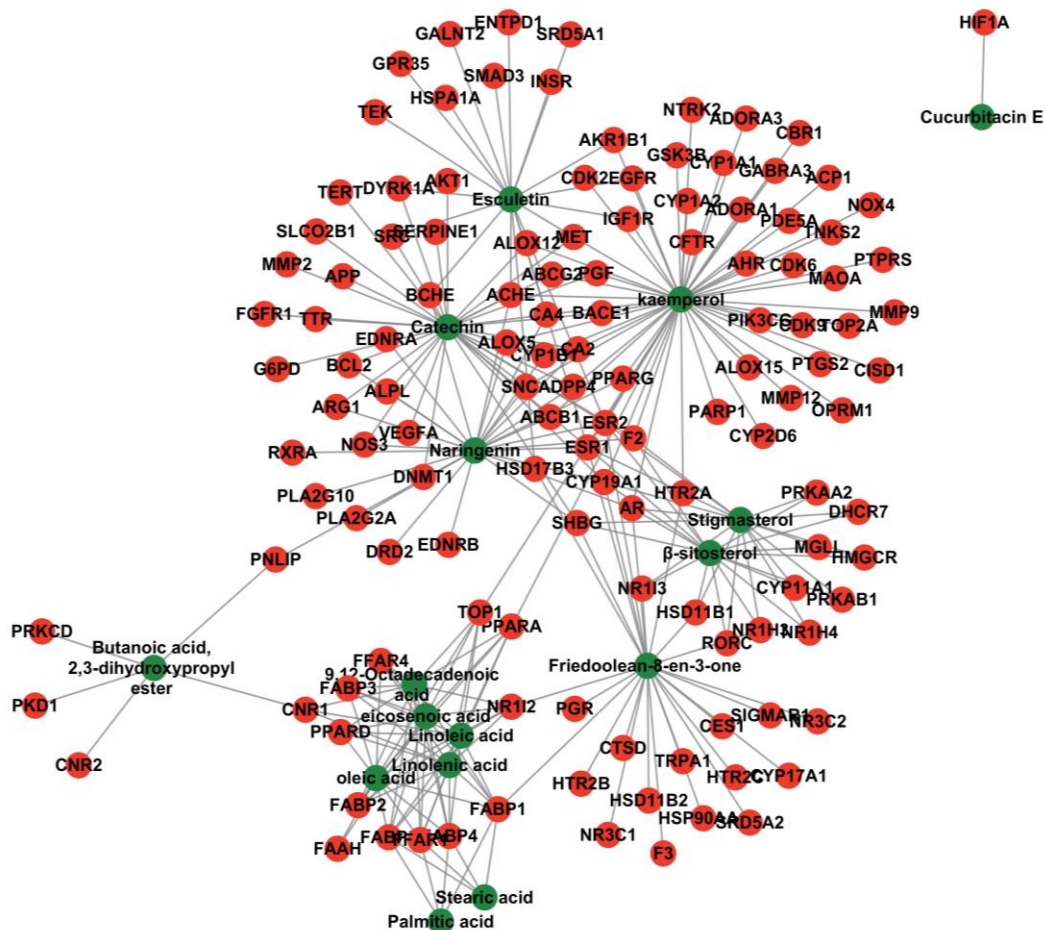 ENTPD1
GALNT2
SRD5A1
HIF1A
GPR35
SMAD3
INSR
HSPA1A
TEK
NTRK2
ADORA3
Cucurbitacin E
CBR1
AKR1B1
GSK3B
CYP1A1
GABRA3
ACP1
TERT
DYRK1A
AKT1
CDK2
EGFR
Esculetin
CYP1A2
ADORA1
NOX4
PDE5A
IGF1R
SLCO2B1
SRC
SERPINE1
ALOX12
MET
CFTR
TNKS2
MMP2
APP
ABCG2
PGF
AHR
CDK6
MAOA
PTPRS
BCHE
ACHE
kaemperol
FGFR1
TTR
Catechin
CA4
BACE1
PIK3CG
CDK9
TOP2A
MMP9
EDNRA
ALOX5
CYP1B1
CA2
G6PD
BCL2
ALOX15
PTGS2
CISD1
ALPL
SNCA
DPP4
PPARG
ARG1
MMP12
OPRM1
ABCB1
ESR2
PARP1
VEGFA
F2
CYP2D6
RXRA
NOS3
Naringenin
ESR1
HSD17B3
DNMT1
CYP19A1
HTR2A
PRKAA2
PLA2G10
AR
DHCR7
PLA2G2A
SHBG
Stigmasterol
DRD2
EDNRB
β-sitosterol
MGLL
HMGCR
PNLIP
NR1I3
CYP11A1
PRKAB1
TOP1
HSD11B1
PRKCD
PPARA
NR1H3
NR1H4
RORC
Butanoic acid,
2,3-dihydroxypropyl
ester
FFAR4
9,12-Octadecadenoic
acid
Friedoolean-8-en-3-one
FABP3
PKD1
CNR1
eicosenoic acid
NR1I2
PGR
SIGMAR1
NR3C2
PPARD
Linoleic acid
CES1
CTSD
CNR2
Linolenic acid
TRPA1
oleic acid
HTR2B
HTR2C
CYP17A1
FABP2
FABP1
HSD11B2
HSP90AA
SRD5A2
FAAH
FABP4
NR3C1
F3
Stearic acid
Palmitic acid